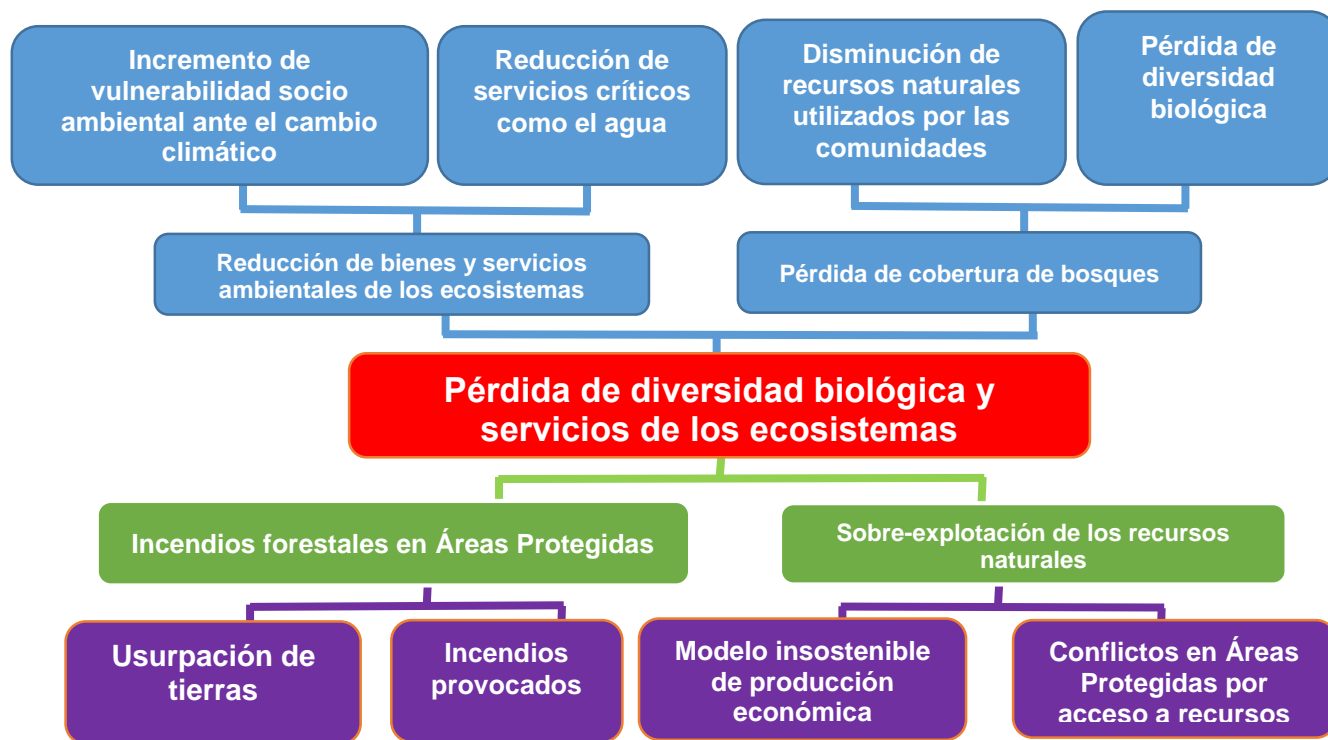 Incremento de
vulnerabilidad socio
ambiental ante el cambio
climático
Reducción de
servicios críticos
como el agua
Disminución de
recursos naturales
utilizados por las
comunidades
Pérdida de
diversidad
biológica
Reducción de bienes y servicios
ambientales de los ecosistemas
Pérdida de cobertura de bosques
Pérdida de diversidad biológica y
servicios de los ecosistemas
Incendios forestales en Áreas Protegidas
Sobre-explotación de los recursos
naturales
Usurpación de
tierras
Incendios
provocados
Modelo insostenible
de producción
económica
Conflictos en Áreas
Protegidas por
acceso a recursos